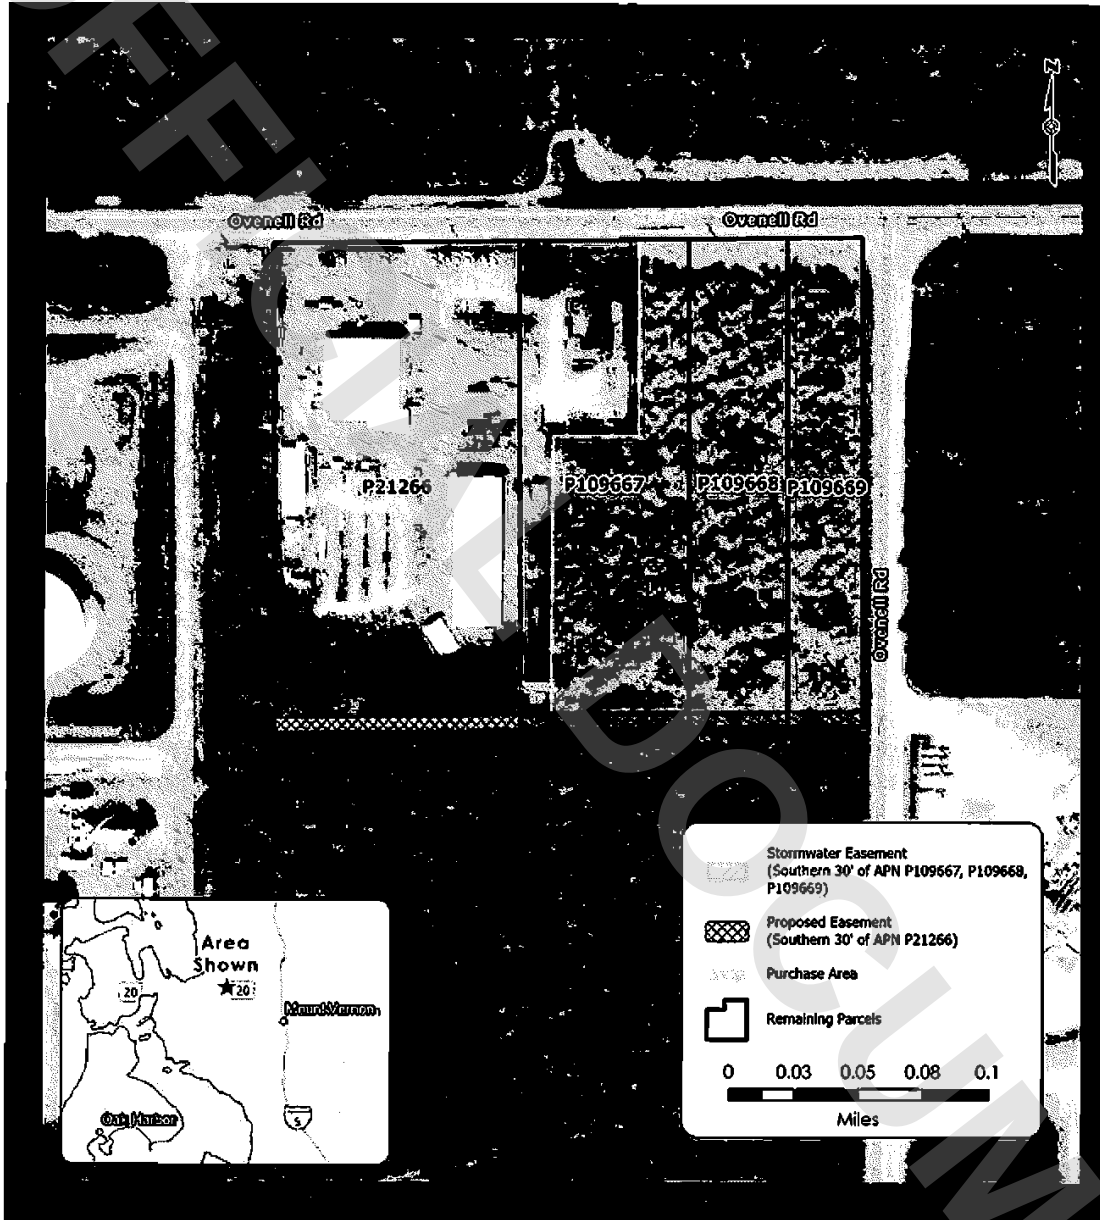 N
Ovenell Rd
Ovenell Rd
P21266
P109667
P109668
P109669
Ovenell Rd
Stormwater Easement
(Southern 30' of APN P109667, P109668,
P109669)
Proposed Easement
(Southern 30' of APN P21266)
Purchase Area
Remaining Parcels
0 0.03 0.05 0.08 0.1
Miles
Area
Shown
20
20
Mount Vernon
Oak Harbor
5
OFFICIAL DOCUM